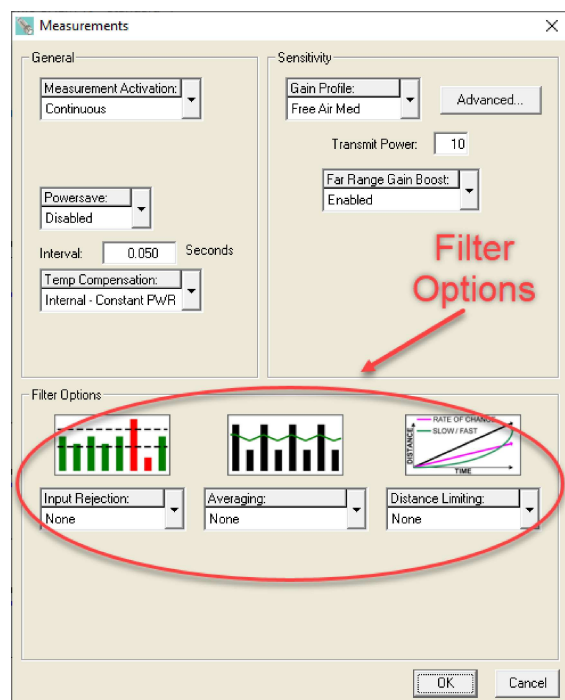 Measurements
General
Measurement Activation:
Continuous
Powersave:
Disabled
Interval: 0.050 Seconds
Temp Compensation:
Internal - Constant PWR
Sensitivity
Gain Profile:
Free Air Med
Advanced...
Transmit Power: 10
Far Range Gain Boost:
Enabled
Filter
Options
Filter Options
RATE OF CHANGE
SLOW / FAST
DISTANCE
TIME
Input Rejection:
None
Averaging:
None
Distance Limiting:
None
OK
Cancel